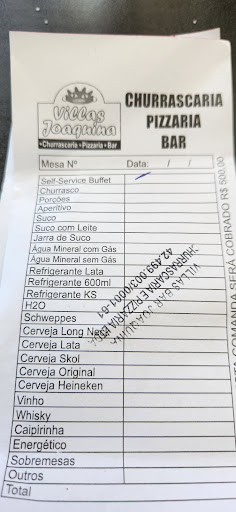 Villas
Joaquina
• Churrascaria • Pizzaria • Bar
CHURRASCARIA
PIZZARIA
BAR
Mesa Nº Data: / /
Self-Service Buffet
Churrasco
Porções
Aperitivo
Suco
Suco com Leite
Jarra de Suco
Água Mineral com Gás
Água Mineral sem Gás
Refrigerante Lata
Refrigerante 600ml
Refrigerante KS
H2O
Schweppes
Cerveja Long Neck
Cerveja Lata
Cerveja Skol
Cerveja Original
Cerveja Heineken
Vinho
Whisky
Caipirinha
Energético
Sobremesas
Outros
Total
VILLAS BAR JOAQUINA
CHURRASCARIA E PIZZARIA LTDA
42.499.003/0001-61
COMANDA SERÁ COBRADO R$ 500,00